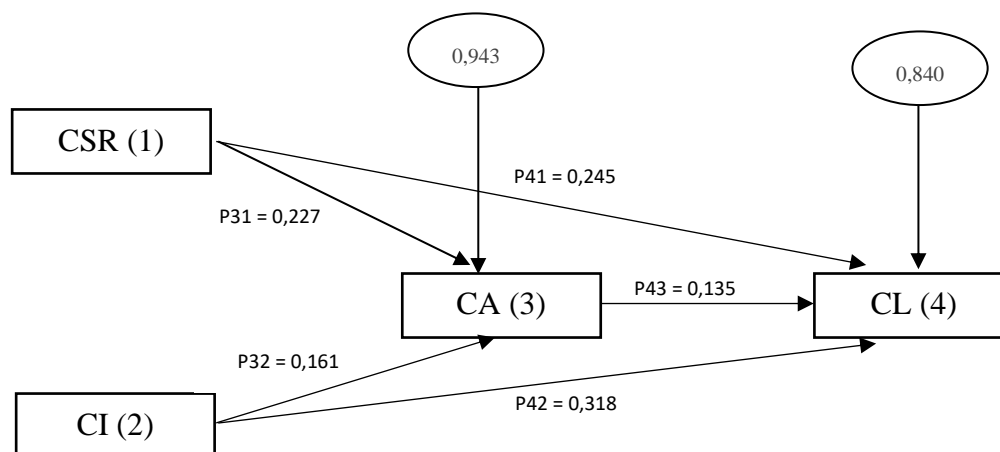 0,943
0,840
CSR (1)
P41 = 0,245
P31 = 0,227
CA (3)
P43 = 0,135
CL (4)
P32 = 0,161
P42 = 0,318
CI (2)